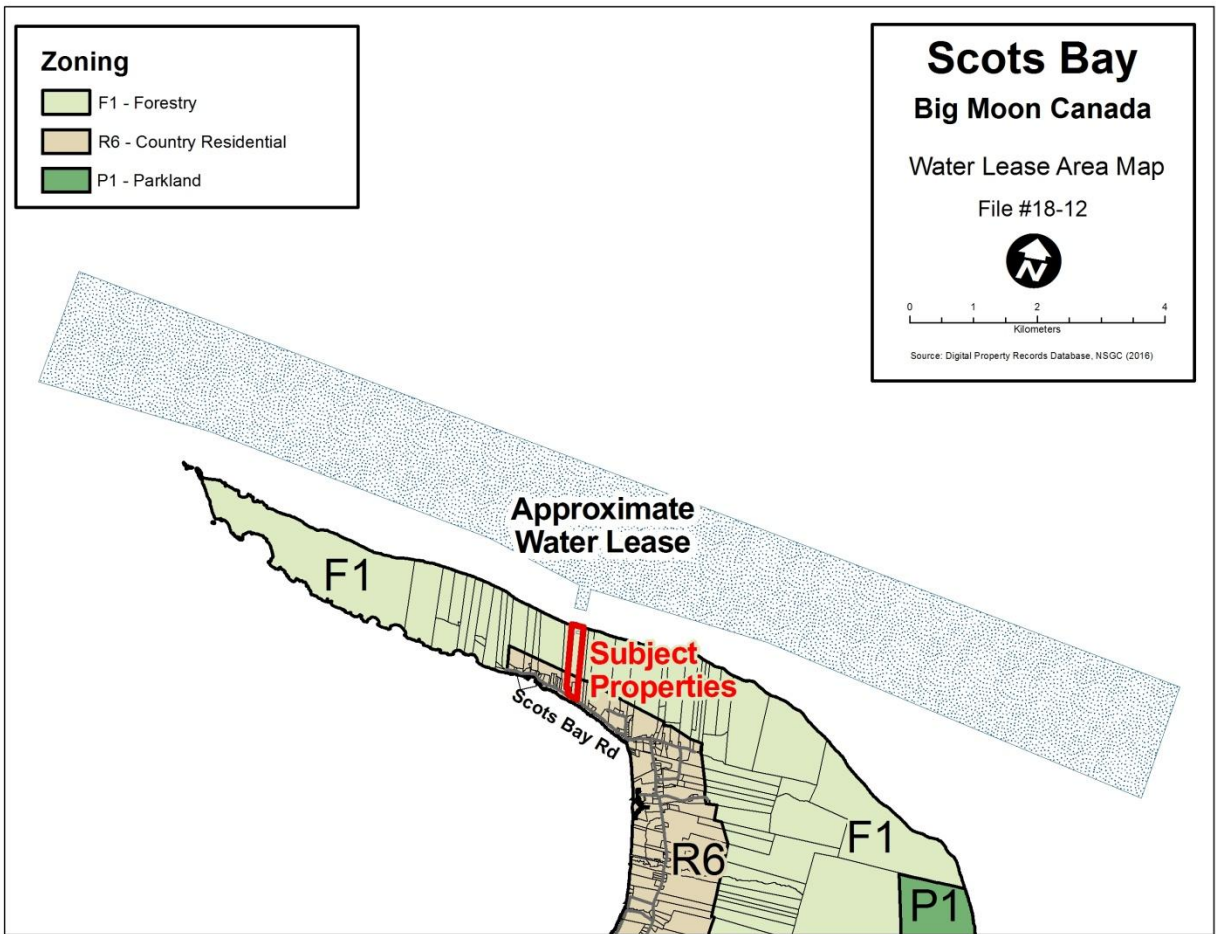 Zoning
F1 - Forestry
R6 - Country Residential
P1 - Parkland
Scots Bay
Big Moon Canada
Water Lease Area Map
File #18-12
N
0 1 2 4
Kilometers
Source: Digital Property Records Database, NSGC (2016)
Approximate
Water Lease
F1
Subject
Properties
Scots Bay Rd
F1
R6
P1